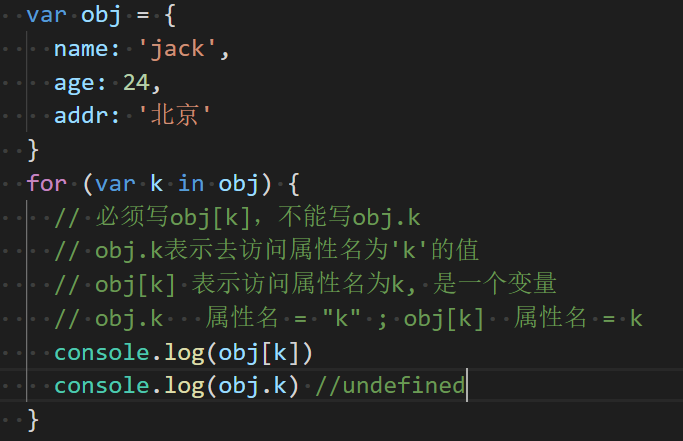 var obj = {
name: 'jack',
age: 24,
addr: '北京'
}
for (var k in obj) {
// 必须写obj[k]，不能写obj.k
// obj.k表示去访问属性名为'k'的值
// obj[k] 表示访问属性名为k, 是一个变量
// obj.k   属性名 = "k" ; obj[k]  属性名 = k
console.log(obj[k])
console.log(obj.k) //undefined
}